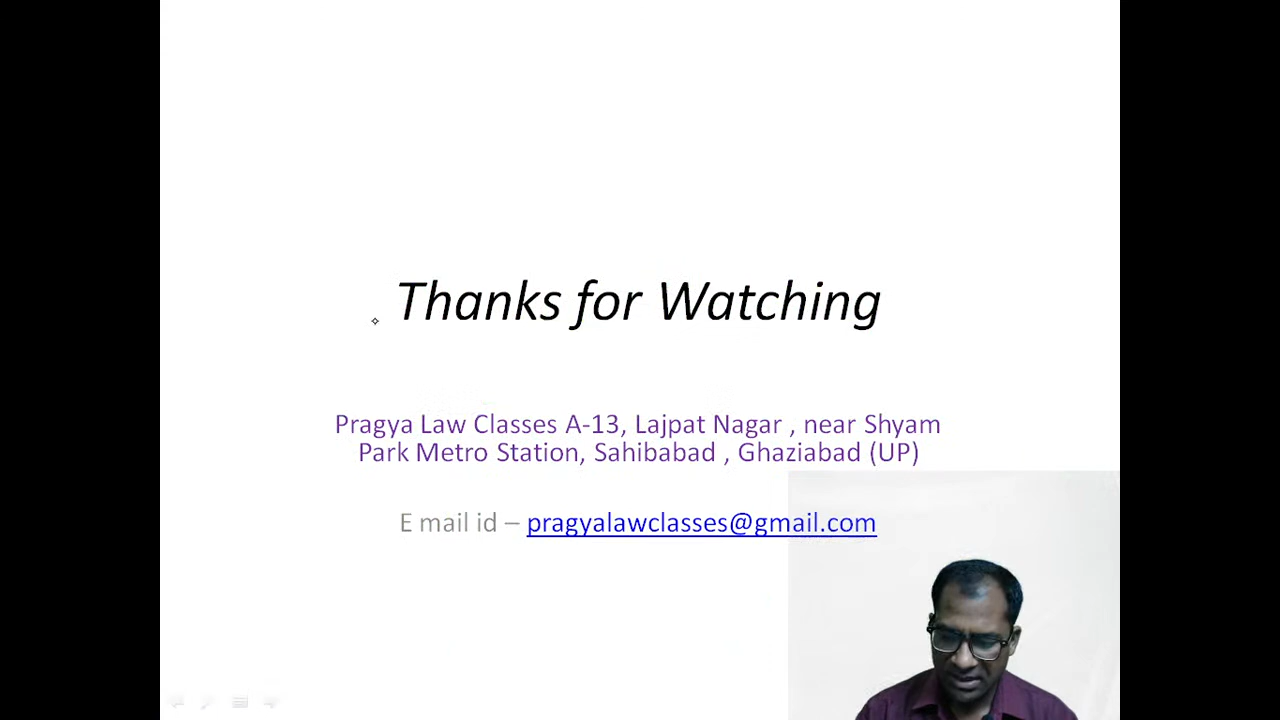 Thanks for Watching
Pragya Law Classes A-13, Lajpat Nagar , near Shyam
Park Metro Station, Sahibabad , Ghaziabad (UP)
E mail id – pragyalawclasses@gmail.com